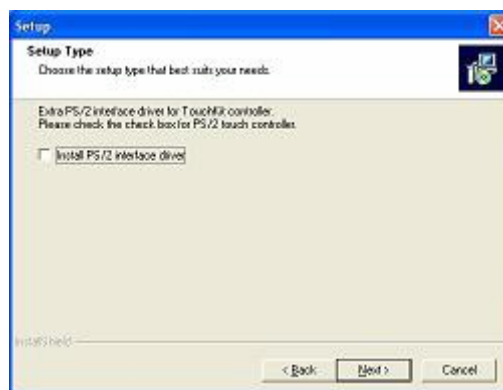 Setup
Setup Type
Choose the setup type that best suits your needs.
Extra PS/2 interface driver for TouchKit controller.
Please check the check box for PS/2 touch controller.
Install PS/2 interface driver
InstallShield
< Back
Next >
Cancel